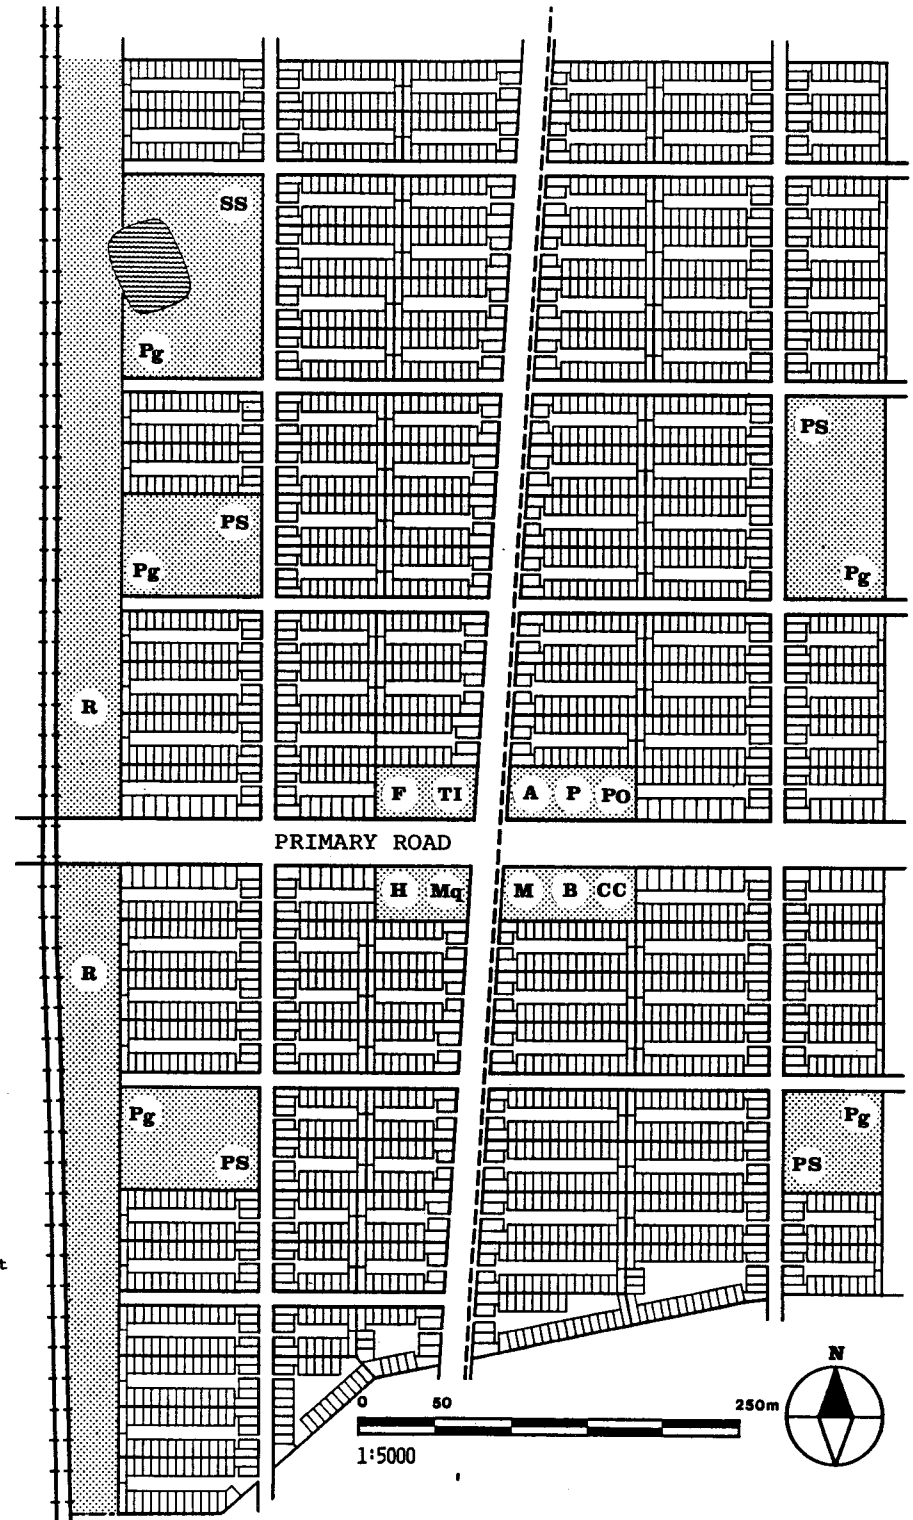 SS
Pg
PS
PS
Pg
Pg
R
F TI A P PO
PRIMARY ROAD
H Mq M B CC
R
Pg Pg
PS PS
t
N
0 50 250m
1:5000